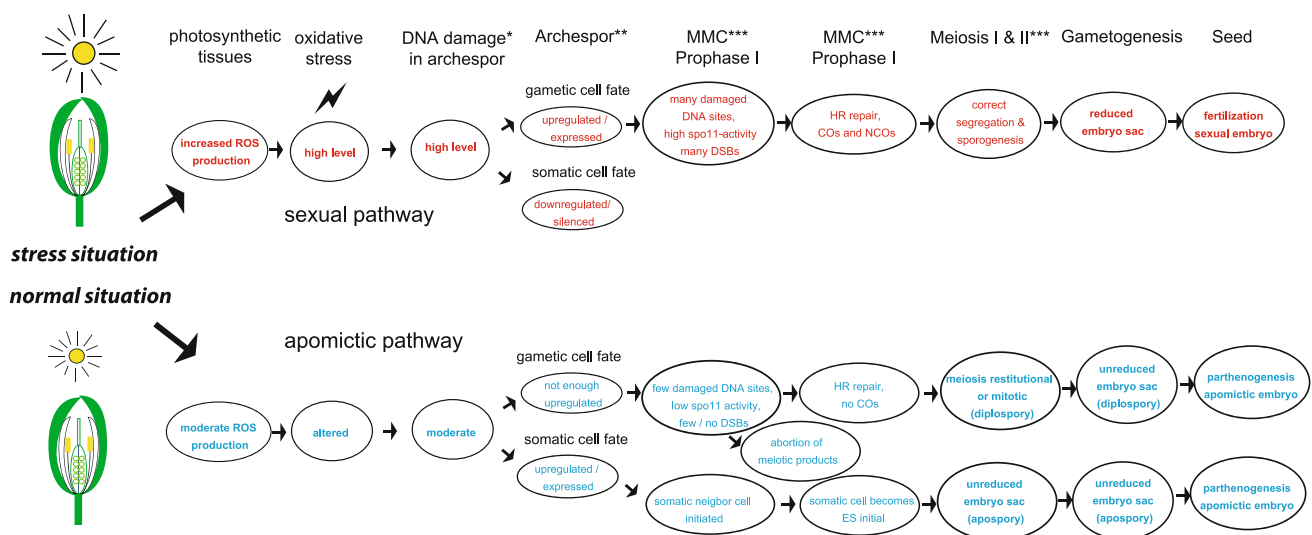 photosynthetic
tissues
oxidative
stress
DNA damage*
in archespor
Archespor**
MMC***
Prophase I
MMC***
Prophase I
Meiosis I & II***
Gametogenesis
Seed
increased ROS
production
high level
high level
gametic cell fate
upregulated /
expressed
somatic cell fate
downregulated/
silenced
many damaged
DNA sites,
high spo11-activity
many DSBs
HR repair,
COs and NCOs
correct
segregation &
sporogenesis
reduced
embryo sac
fertilization
sexual embryo
sexual pathway
stress situation
normal situation
apomictic pathway
moderate ROS
production
altered
moderate
gametic cell fate
not enough
upregulated
somatic cell fate
upregulated /
expressed
few damaged DNA sites,
low spo11 activity,
few / no DSBs
HR repair,
no COs
meiosis restitutional
or mitotic
(diplospory)
unreduced
embryo sac
(diplospory)
parthenogenesis
apomictic embryo
abortion of
meiotic products
somatic neigbor cell
initiated
somatic cell becomes
ES initial
unreduced
embryo sac
(apospory)
unreduced
embryo sac
(apospory)
parthenogenesis
apomictic embryo